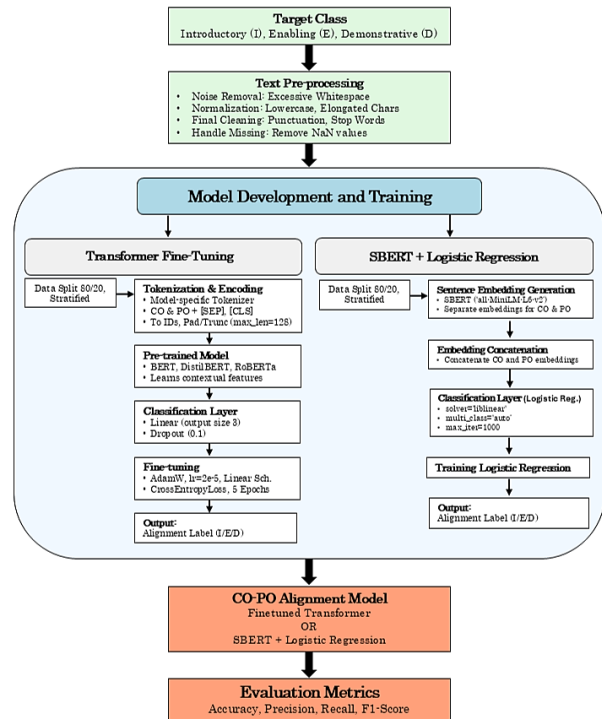 Target Class
Introductory (I), Enabling (E), Demonstrative (D)
Text Pre-processing
• Noise Removal: Excessive Whitespace
• Normalization: Lowercase, Elongated Chars
• Final Cleaning: Punctuation, Stop Words
• Handle Missing: Remove NaN values
Model Development and Training
Transformer Fine-Tuning
Data Split 80/20,
Stratified
Tokenization & Encoding
• Model-specific Tokenizer
• CO & PO + [SEP], [CLS]
• To IDs, Pad/Trunc (max_len=128)
Pre-trained Model
• BERT, DistilBERT, RoBERTa
• Learns contextual features
Classification Layer
• Linear (output size 3)
• Dropout (0.1)
Fine-tuning
• AdamW, lr=2e-5, Linear Sch.
• CrossEntropyLoss, 5 Epochs
Output:
Alignment Label (I/E/D)
SBERT + Logistic Regression
Data Split 80/20,
Stratified
Sentence Embedding Generation
• SBERT ('all-MiniLM-L6-v2')
• Separate embeddings for CO & PO
Embedding Concatenation
• Concatenate CO and PO embeddings
Classification Layer (Logistic Reg.)
• solver='liblinear'
• multi_class='auto'
• max_iter=1000
Training Logistic Regression
Output:
Alignment Label (I/E/D)
CO-PO Alignment Model
Finetuned Transformer
OR
SBERT + Logistic Regression
Evaluation Metrics
Accuracy, Precision, Recall, F1-Score